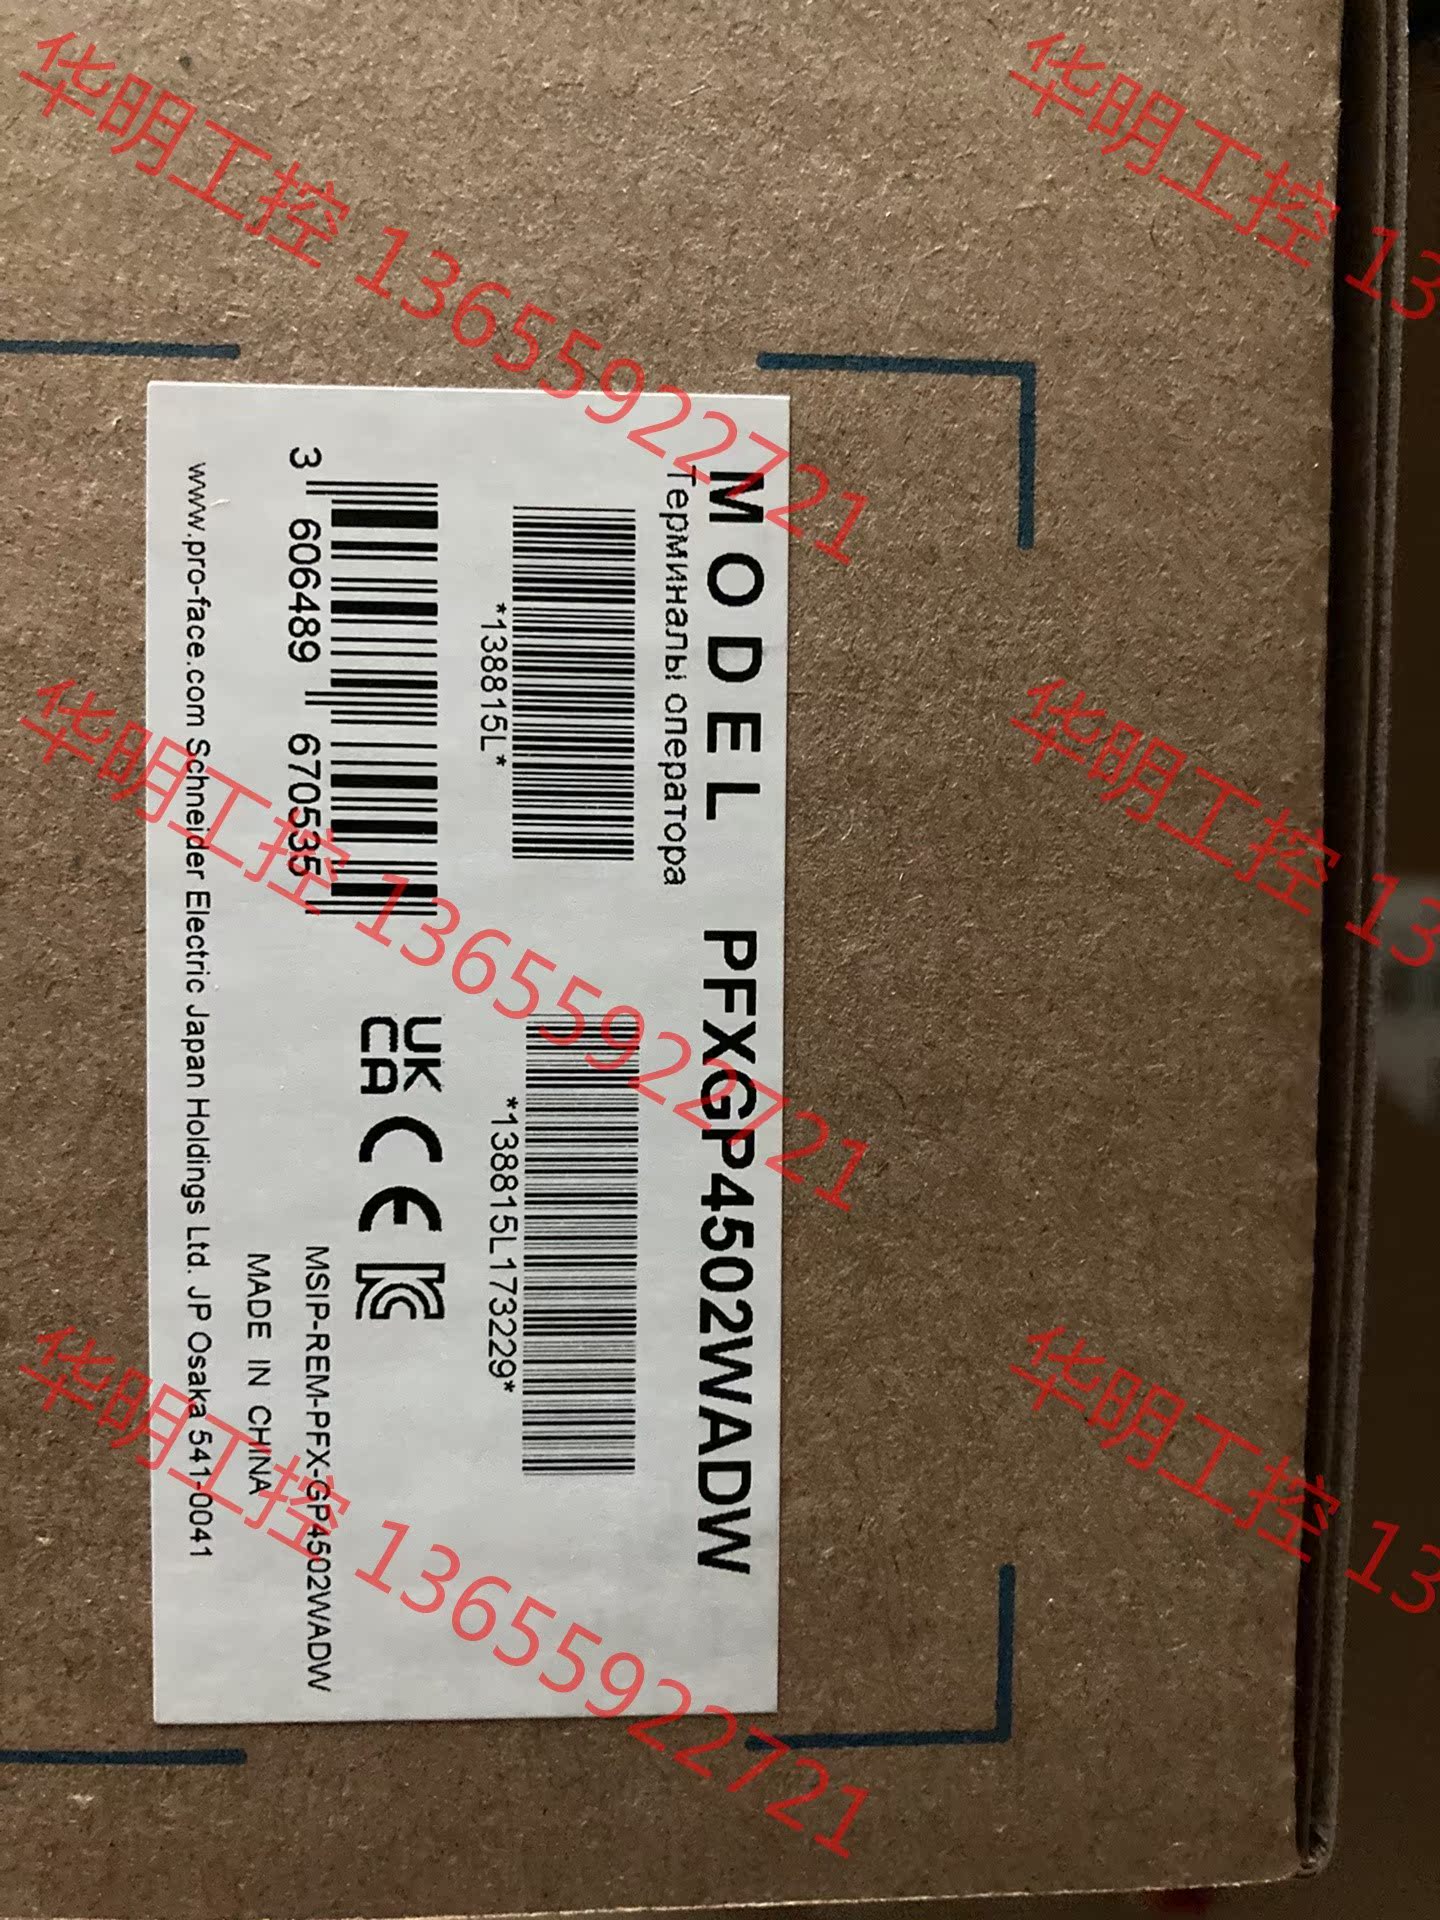 MODEL PFXGP4502WADW
Терминалы оператора
*138815L*
*138815L173229*
3 606489 670535
UK
CA
CE
MSIP-REM-PFX-GP4502WADW
MADE IN CHINA
www.pro-face.com Schneider Electric Japan Holdings Ltd. JP Osaka 541-0041
华明工控 13655922721
华明工控 13
华明工控 13655922721
华明工控 13
华明工控 13655922721
华明工控 13